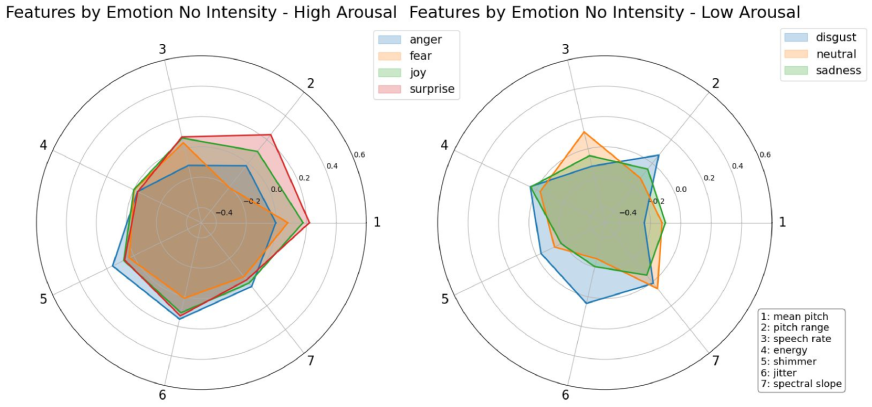 Features by Emotion No Intensity - High Arousal
anger
fear
joy
surprise
3
2
4
1
5
6
7
0.6
0.4
0.2
0.0
−0.2
−0.4
Features by Emotion No Intensity - Low Arousal
disgust
neutral
sadness
3
2
4
1
5
6
7
0.6
0.4
0.2
0.0
−0.2
−0.4
1: mean pitch
2: pitch range
3: speech rate
4: energy
5: shimmer
6: jitter
7: spectral slope